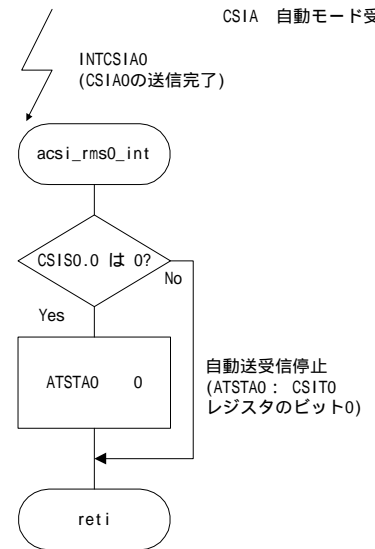 CSIA 自動モード受
INTCSIA0
(CSIA0の送信完了)
acsi_rms0_int
CSIS0.0 は 0?
No
Yes
ATSTA0 0
自動送受信停止
(ATSTA0： CSIT0
レジスタのビット0)
reti